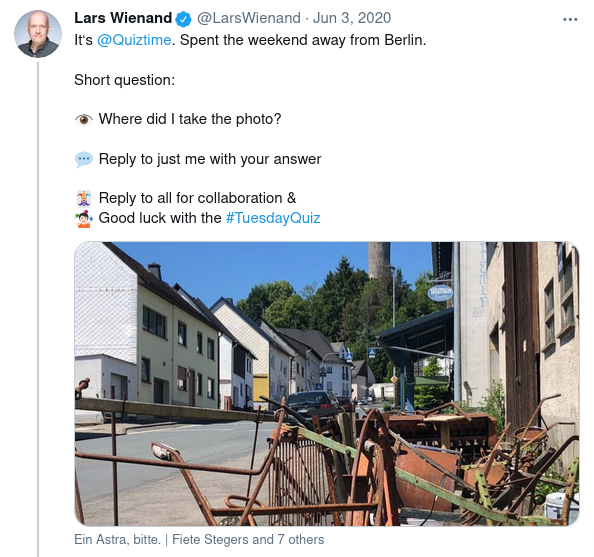 Lars Wienand @LarsWienand · Jun 3, 2020
It's @Quiztime. Spent the weekend away from Berlin.
Short question:
Where did I take the photo?
Reply to just me with your answer
Reply to all for collaboration &
Good luck with the #TuesdayQuiz
Ein Astra, bitte. | Fiete Stegers and 7 others